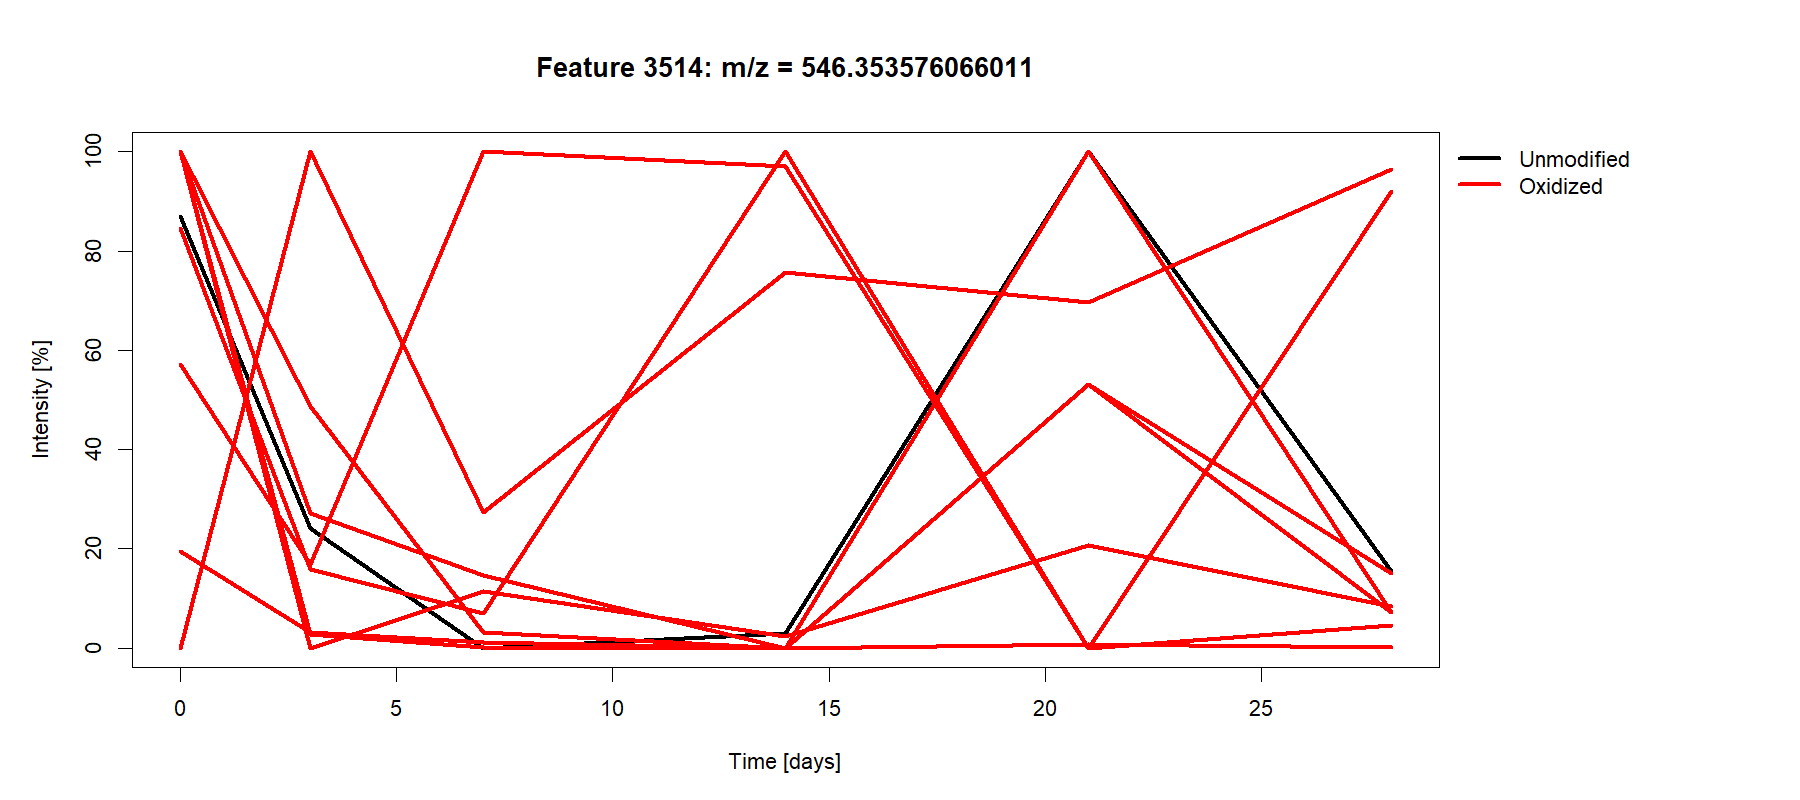 Feature 3514: m/z = 546.353576066011
Unmodified
Oxidized
Intensity [%]
100
80
60
40
20
0
0 5 10 15 20 25
Time [days]